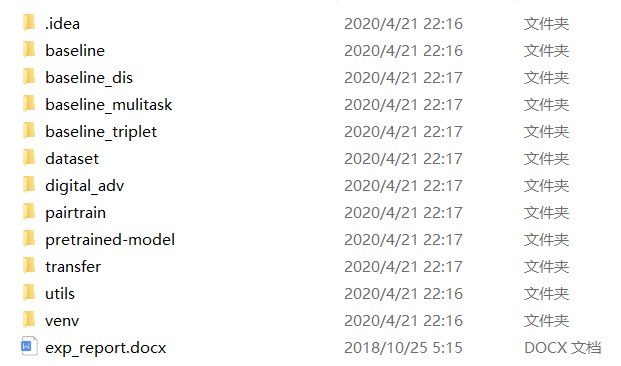 .idea 2020/4/21 22:16 文件夹
baseline 2020/4/21 22:16 文件夹
baseline_dis 2020/4/21 22:17 文件夹
baseline_mulitask 2020/4/21 22:17 文件夹
baseline_triplet 2020/4/21 22:17 文件夹
dataset 2020/4/21 22:17 文件夹
digital_adv 2020/4/21 22:17 文件夹
pairtrain 2020/4/21 22:17 文件夹
pretrained-model 2020/4/21 22:17 文件夹
transfer 2020/4/21 22:17 文件夹
utils 2020/4/21 22:16 文件夹
venv 2020/4/21 22:16 文件夹
exp_report.docx 2018/10/25 5:15 DOCX 文档